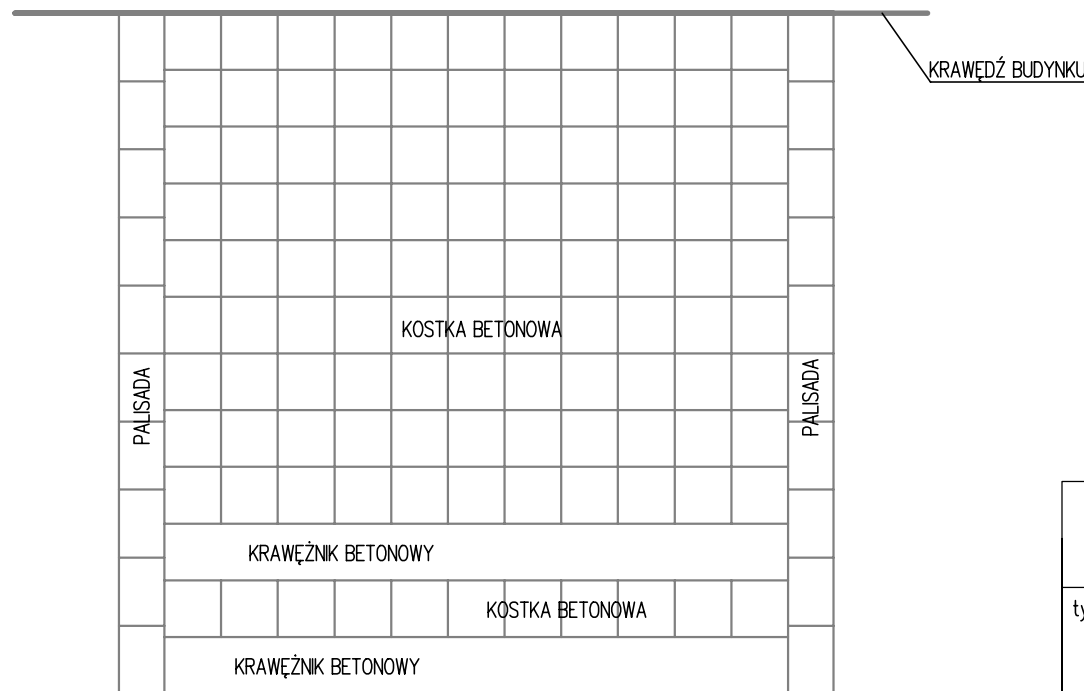 KRAWĘDŹ BUDYNKU
KOSTKA BETONOWA
PALISADA
PALISADA
KRAWĘŻNIK BETONOWY
KOSTKA BETONOWA
KRAWĘŻNIK BETONOWY